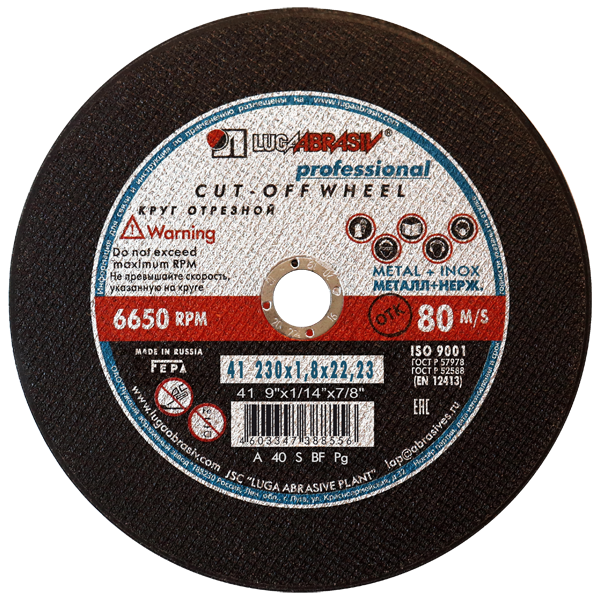 LUGAABRASIV®
professional
CUT-OFF WHEEL
КРУГ ОТРЕЗНОЙ
Warning
Do not exceed
maximum RPM
Не превышайте скорость,
указанную на круге
METAL + INOX
МЕТАЛЛ+НЕРЖ.
6650 RPM
ОТК
80 M/S
MADE IN RUSSIA
FEPA
41 230x1,8x22,23
41 9"x1/14"x7/8"
4603347388556
A 40 S BF Pg
ISO 9001
ГОСТ Р 57978
ГОСТ Р 52588
(EN 12413)
EAC
www.lugaabrasiv.com
JSC "LUGA ABRASIVE PLANT"
lap@abrasives.ru